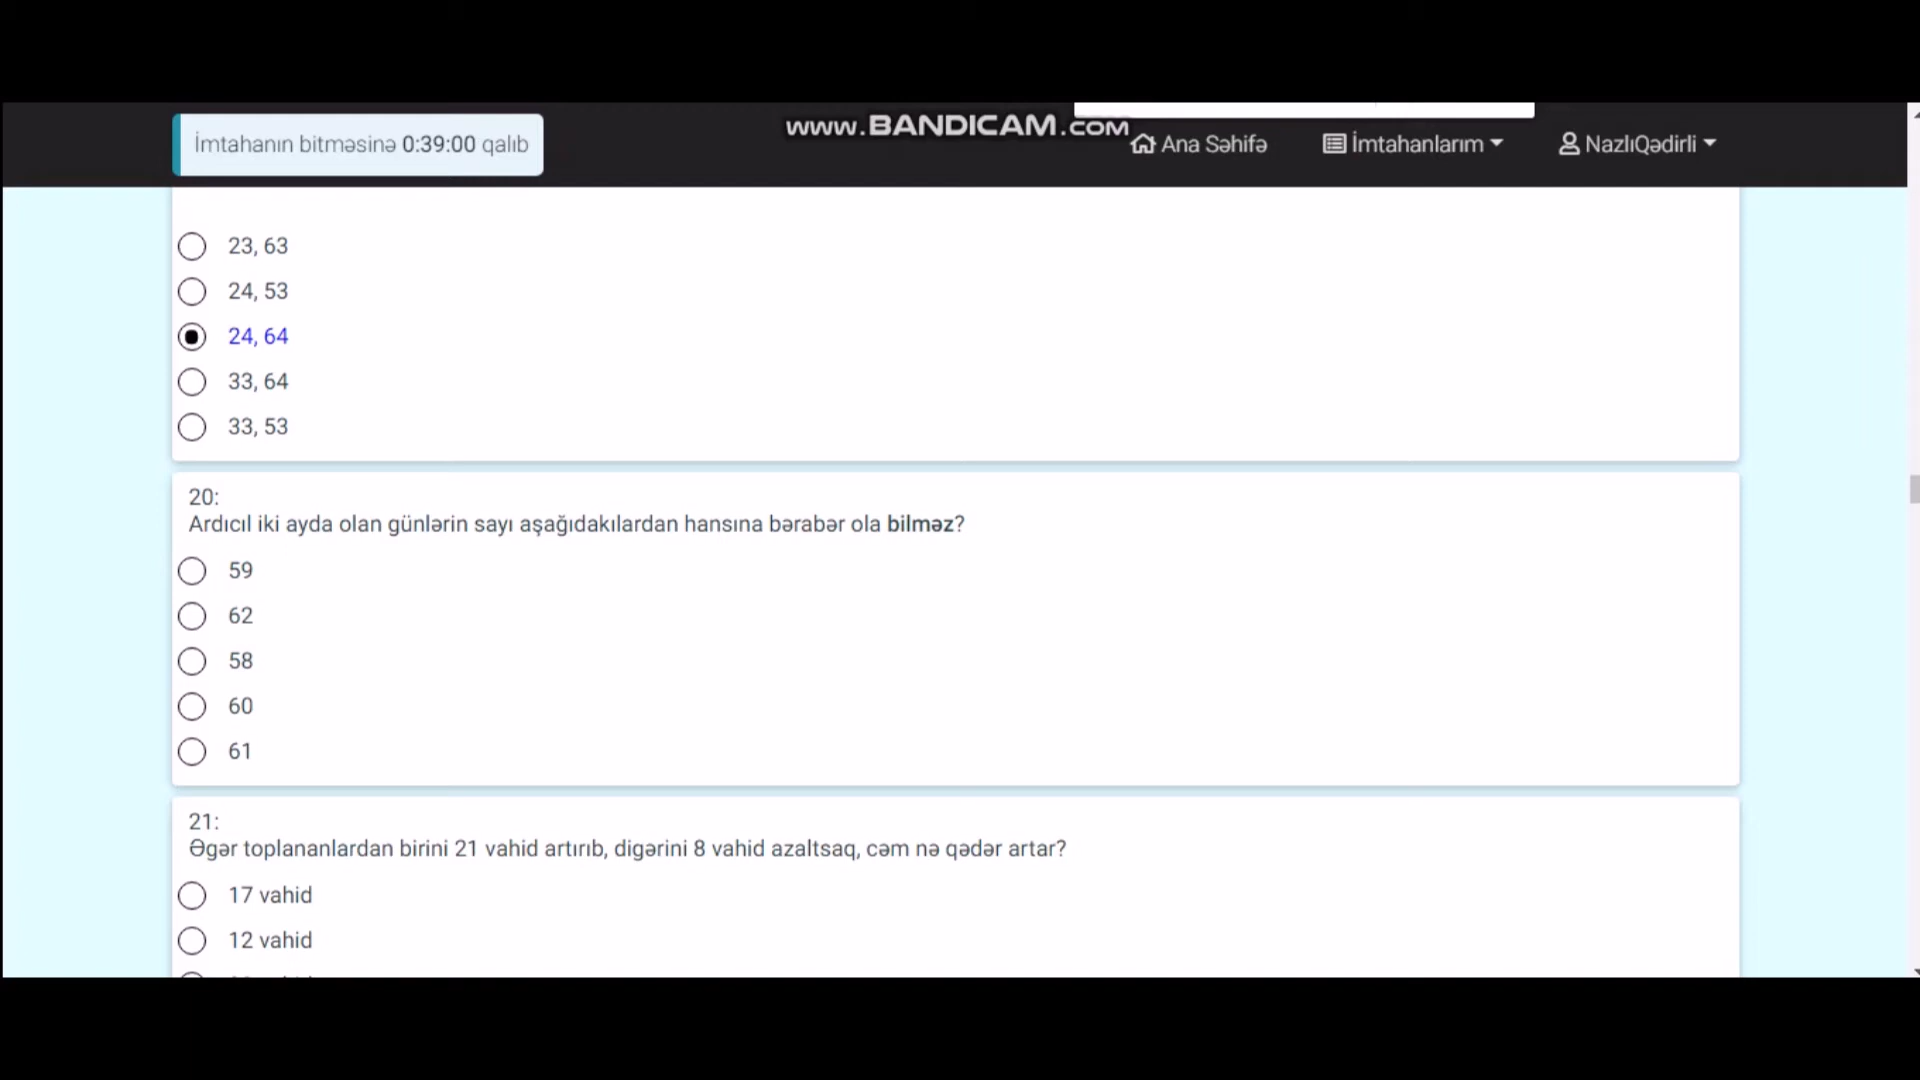 www.BANDICAM.COM
İmtahanın bitməsinə 0:39:00 qalıb
Ana Səhifə
İmtahanlarım
NazlıQədirli
23, 63
24, 53
24, 64
33, 64
33, 53
20:
Ardıcıl iki ayda olan günlərin sayı aşağıdakılardan hansına bərabər ola bilməz?
59
62
58
60
61
21:
Əgər toplananlardan birini 21 vahid artırıb, digərini 8 vahid azaltsaq, cəm nə qədər artar?
17 vahid
12 vahid